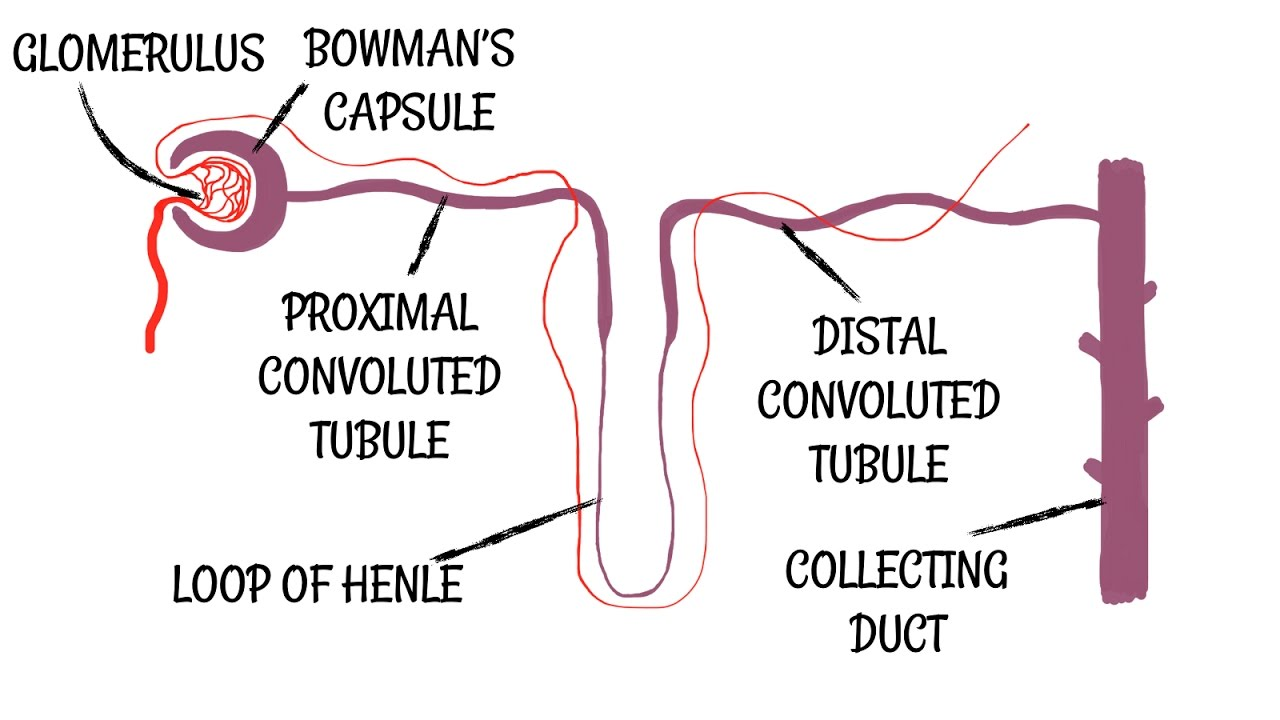 GLOMERULUS
BOWMAN'S
CAPSULE
PROXIMAL
CONVOLUTED
TUBULE
DISTAL
CONVOLUTED
TUBULE
LOOP OF HENLE
COLLECTING
DUCT